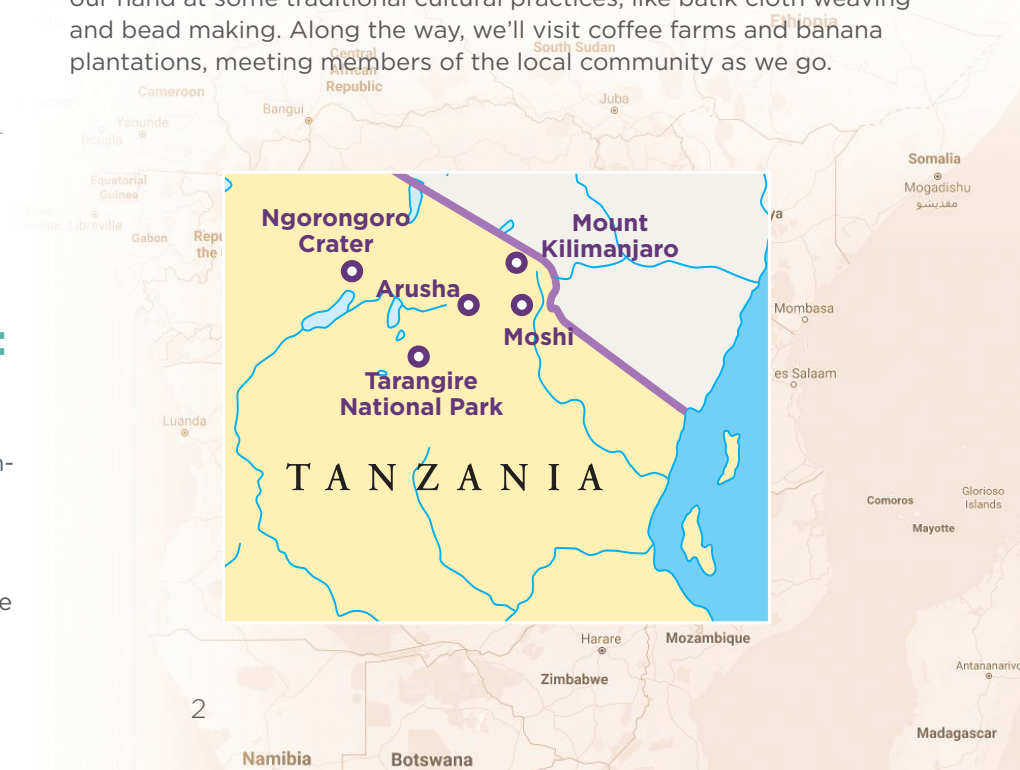 our hand at some traditional cultural practices, like batik cloth weaving
and bead making. Along the way, we’ll visit coffee farms and banana
plantations, meeting members of the local community as we go.
Ethiopia
South Sudan
Central
African
Republic
Cameroon
Bangui
Juba
Yaounde
Douala
Somalia
Mogadishu
مقديشو
Equatorial
Guinea
Libreville
Gabon
Repu
the
ya
Ngorongoro
Crater
Mount
Kilimanjaro
Arusha
Moshi
Tarangire
National Park
TANZANIA
Mombasa
es Salaam
:
Luanda
n-
Comoros
Glorioso
Islands
Mayotte
e
Harare
Mozambique
Zimbabwe
Antananarivo
2
Madagascar
Namibia
Botswana